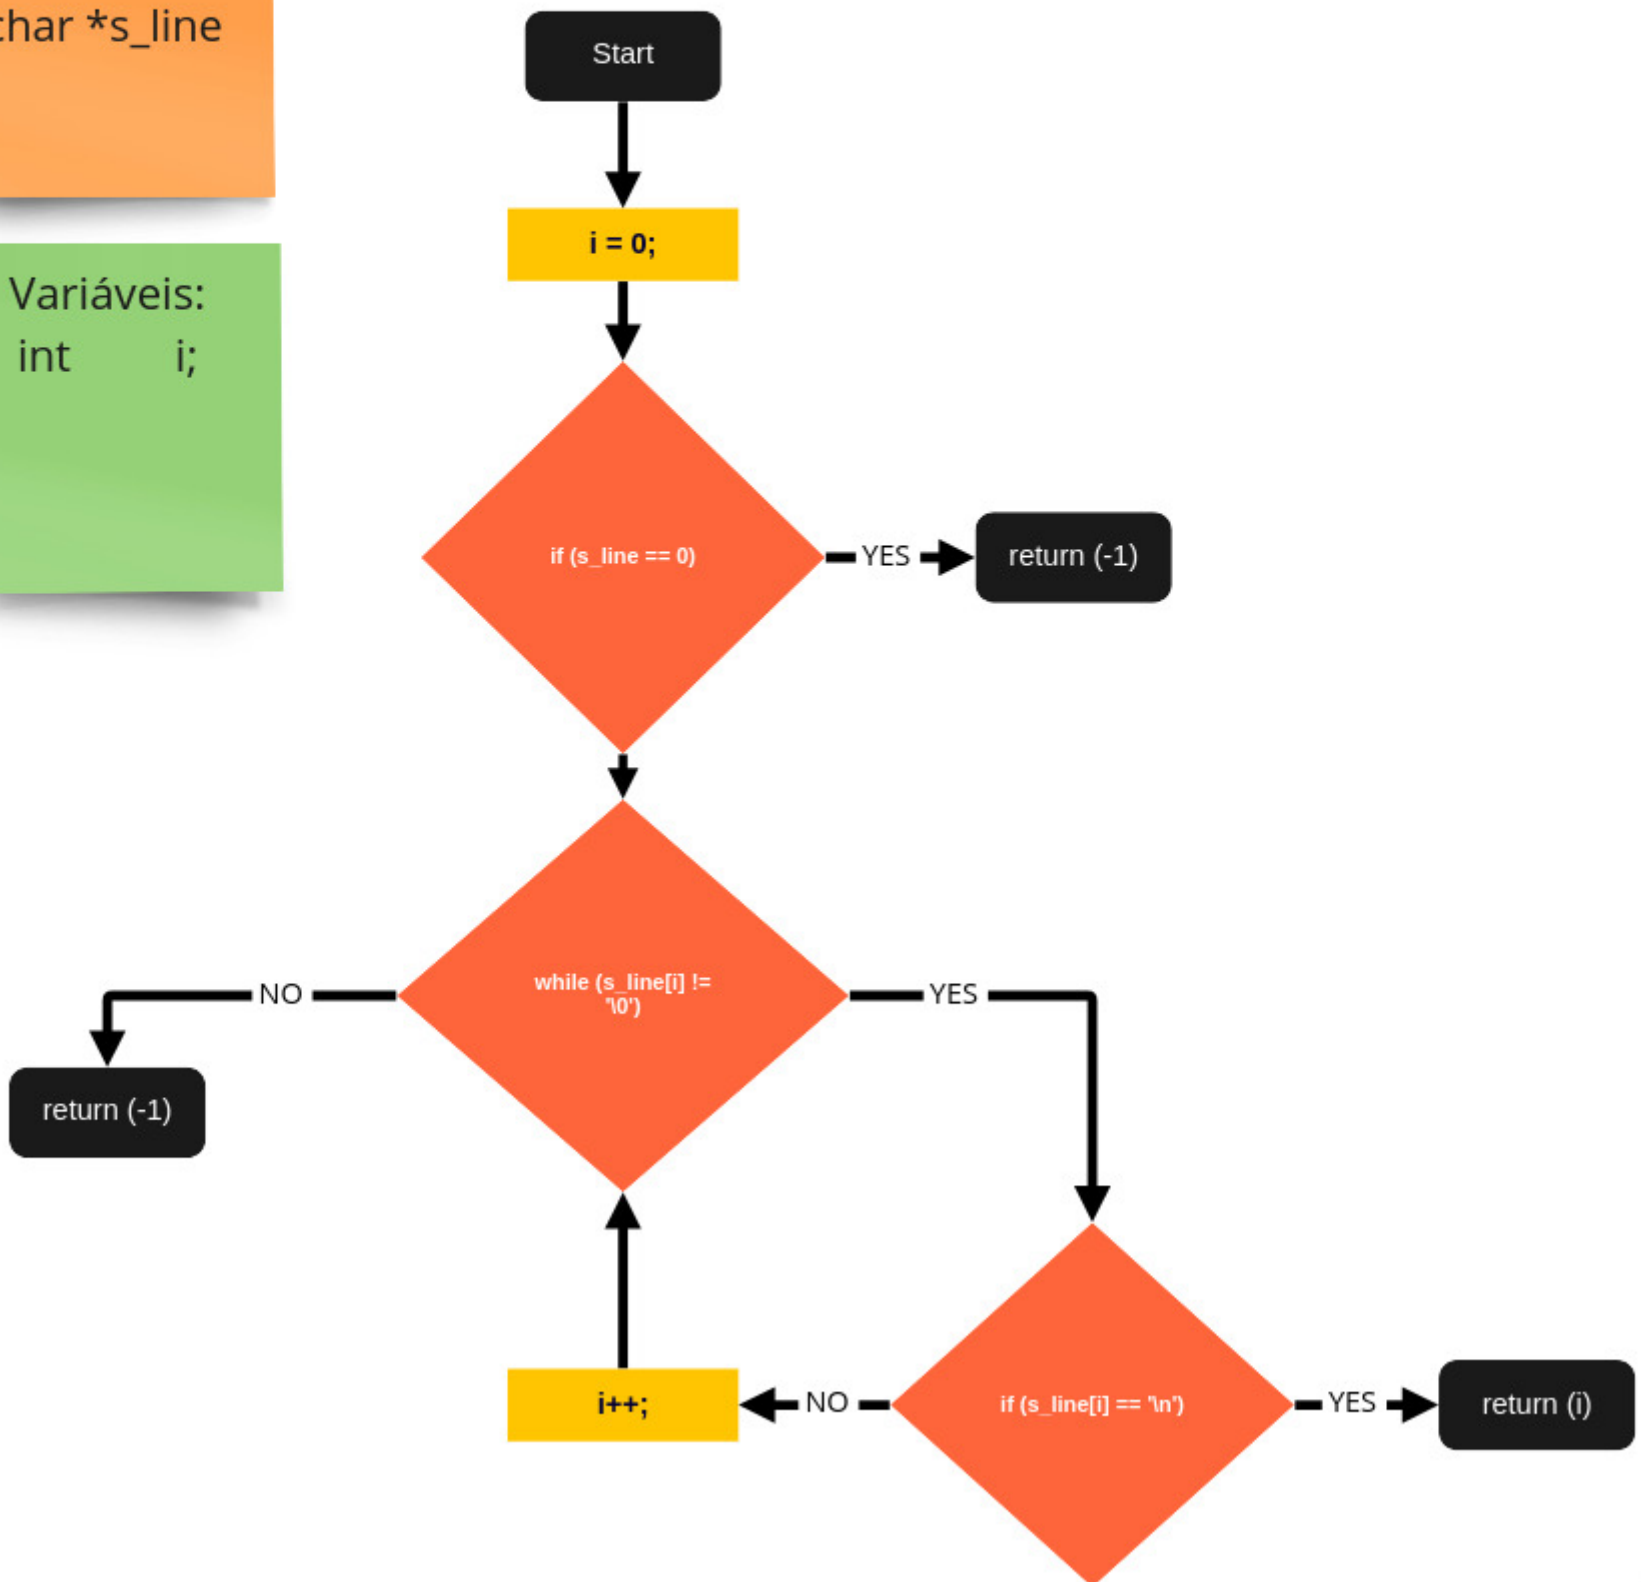 char *s_line
Variáveis:
int i;
Start
i = 0;
if (s_line == 0)
YES
return (-1)
while (s_line[i] !=
'\0')
NO
return (-1)
YES
if (s_line[i] == '\n')
NO
i++;
YES
return (i)